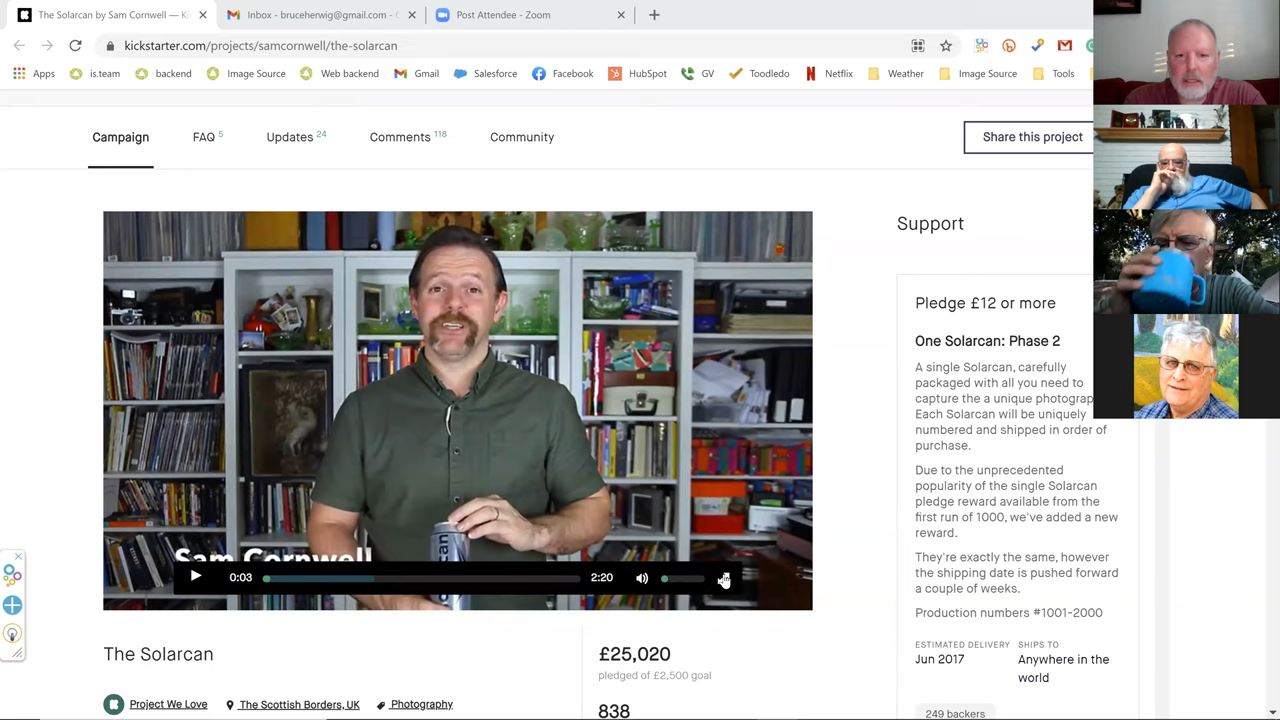 The Solarcan by Sam Cornwell — Ki
Inbox - bruceherwig@gmail.com -
Post Attendee - Zoom
kickstarter.com/projects/samcornwell/the-solarcan
Apps
is.team
backend
Image Source
Web backend
Gmail
Salesforce
Facebook
HubSpot
GV
Toodledo
Netflix
Weather
Image Source
Tools
Campaign
FAQ 5
Updates 24
Comments 118
Community
Share this project
Support
Pledge £12 or more
One Solarcan: Phase 2
A single Solarcan, carefully
packaged with all you need to
capture the a unique photograp
Each Solarcan will be uniquely
numbered and shipped in order of
purchase.
Due to the unprecedented
popularity of the single Solarcan
pledge reward available from the
first run of 1000, we've added a new
reward.
They're exactly the same, however
the shipping date is pushed forward
a couple of weeks.
Production numbers #1001-2000
ESTIMATED DELIVERY
Jun 2017
SHIPS TO
Anywhere in the
world
249 backers
Sam Cornwell
0:03
2:20
The Solarcan
£25,020
pledged of £2,500 goal
838
Project We Love
The Scottish Borders, UK
Photography